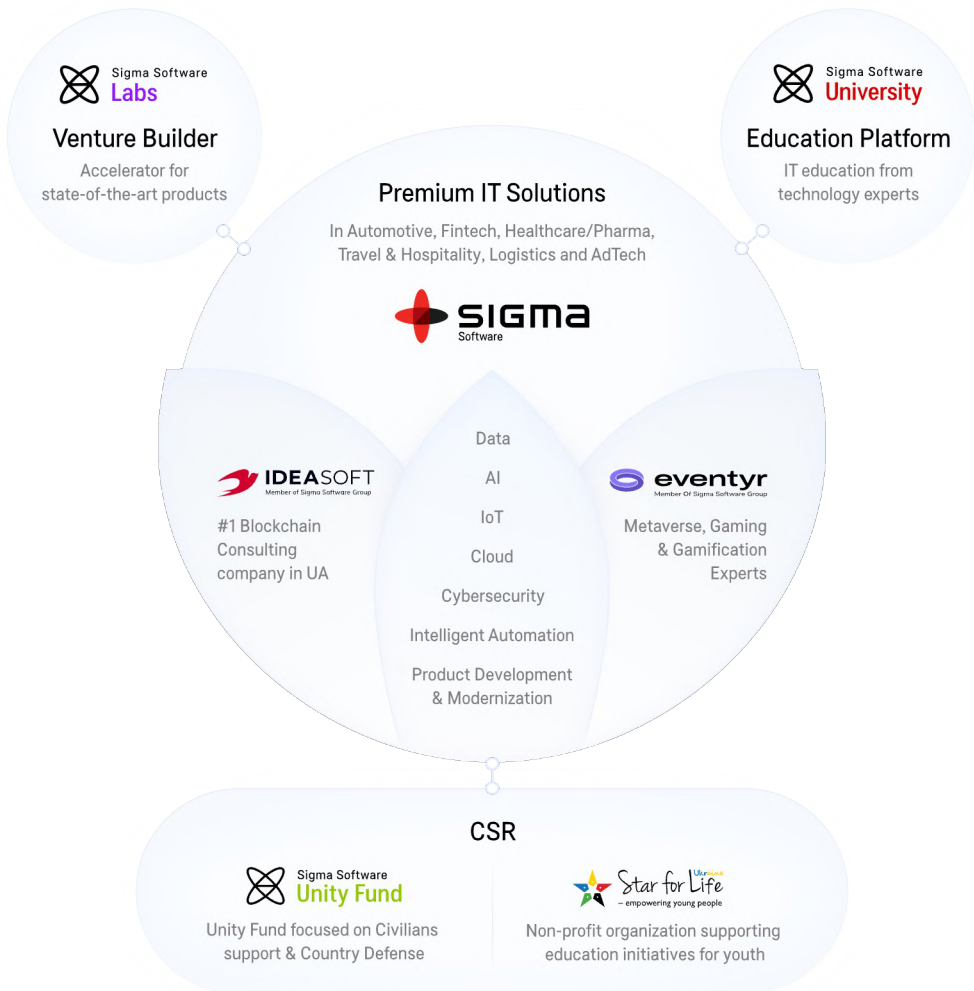 Sigma Software
Labs
Venture Builder
Accelerator for
state-of-the-art products
Sigma Software
University
Education Platform
IT education from
technology experts
Premium IT Solutions
In Automotive, Fintech, Healthcare/Pharma,
Travel & Hospitality, Logistics and AdTech
sigma
Software
IDEASOFT
Member of Sigma Software Group
#1 Blockchain
Consulting
company in UA
Data
AI
IoT
Cloud
Cybersecurity
Intelligent Automation
Product Development
& Modernization
eventyr
Member Of Sigma Software Group
Metaverse, Gaming
& Gamification
Experts
CSR
Sigma Software
Unity Fund
Unity Fund focused on Civilians
support & Country Defense
Ukraine
Star for Life
– empowering young people
Non-profit organization supporting
education initiatives for youth